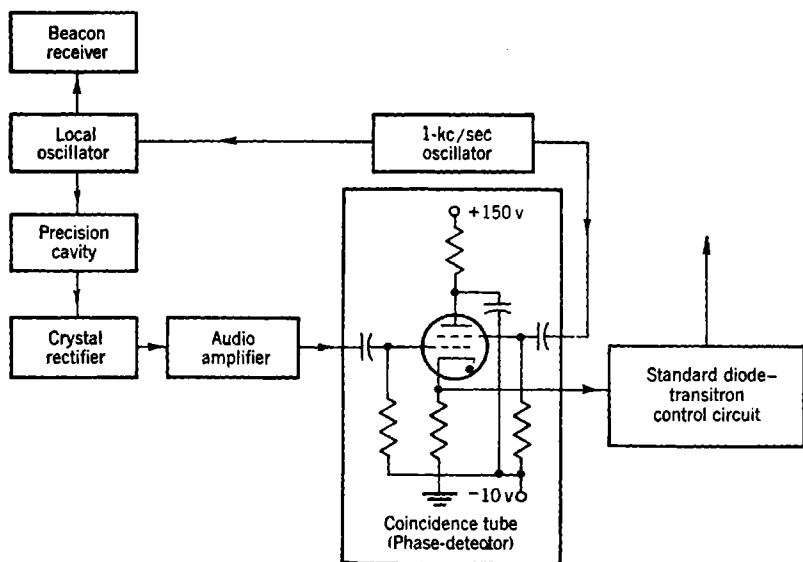 Beacon
receiver
Local
oscillator
1-kc/sec
oscillator
Precision
cavity
+150 v
Crystal
rectifier
Audio
amplifier
Standard diode–
transitron
control circuit
−10 v
Coincidence tube
(Phase-detector)